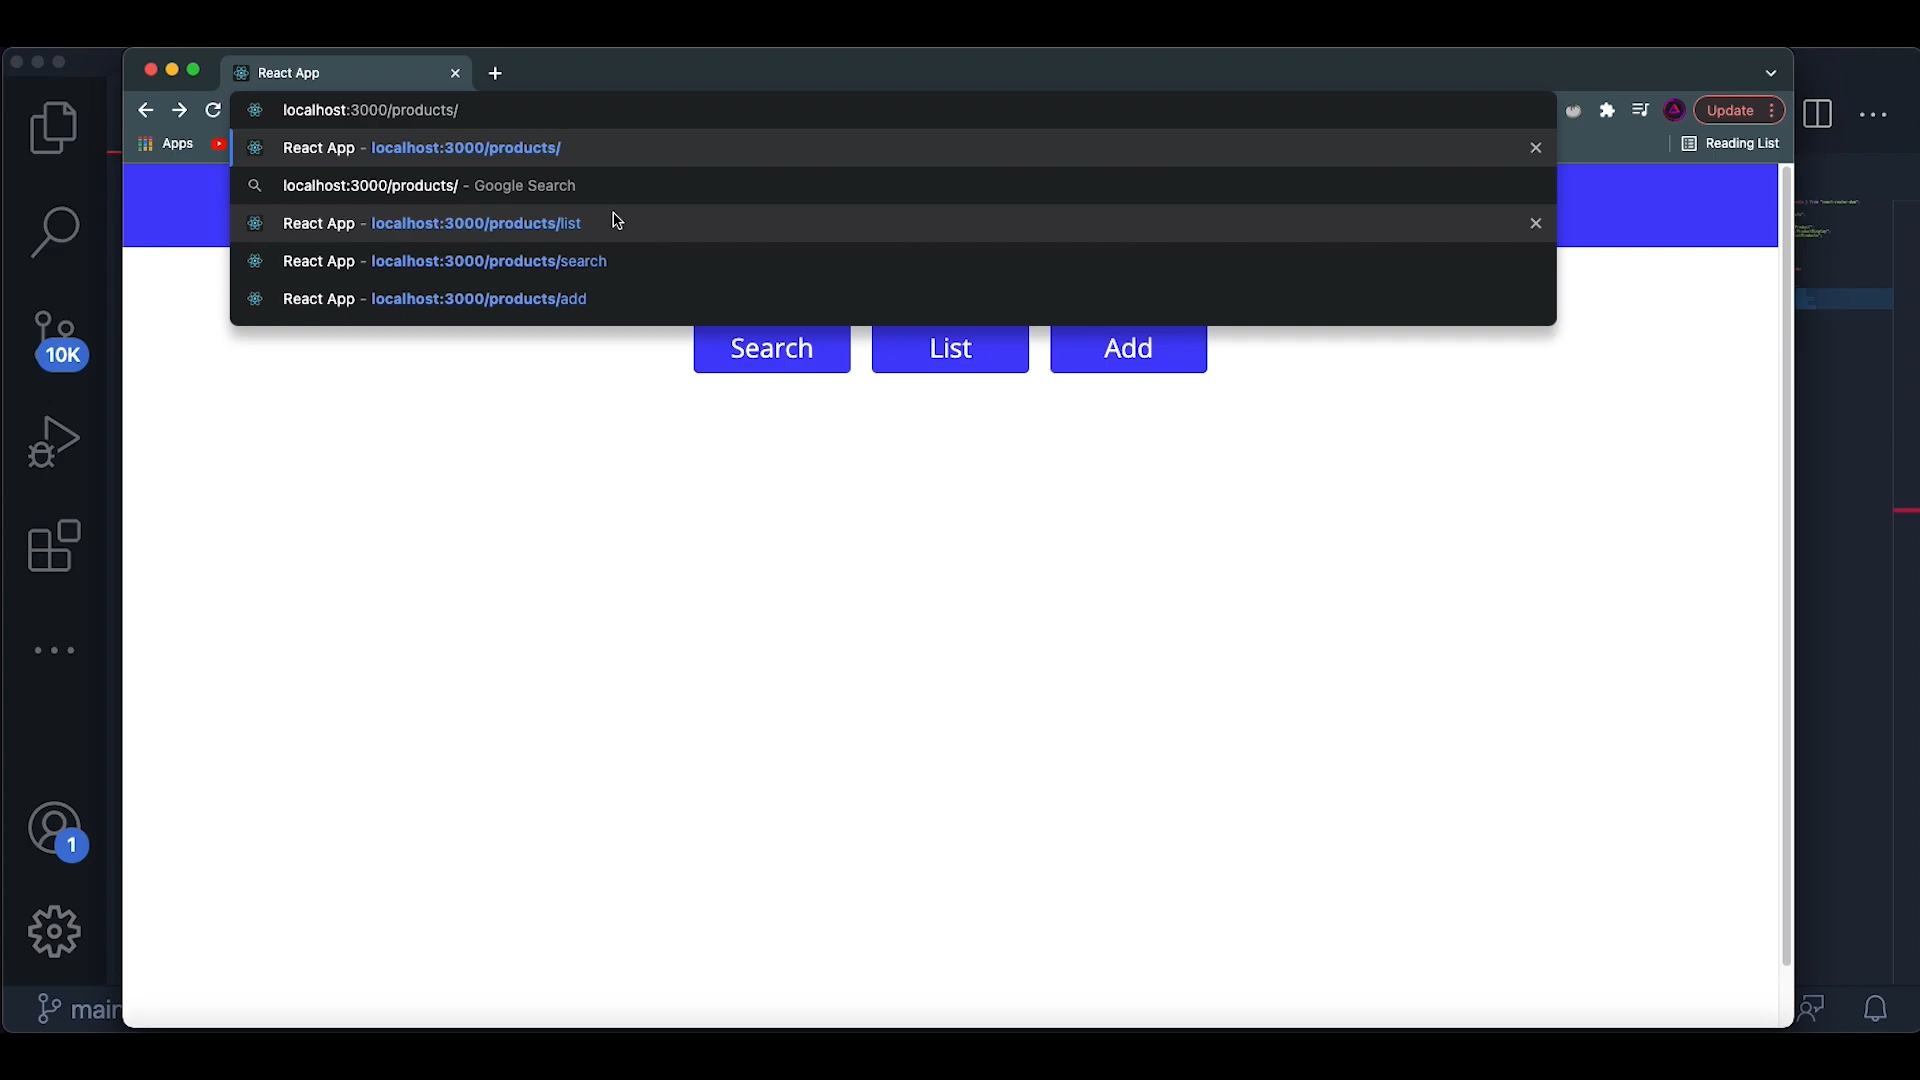 React App
localhost:3000/products/
Update
Apps
React App - localhost:3000/products/
Reading List
localhost:3000/products/ - Google Search
React App - localhost:3000/products/list
React App - localhost:3000/products/search
React App - localhost:3000/products/add
Search
List
Add
10K
1
main